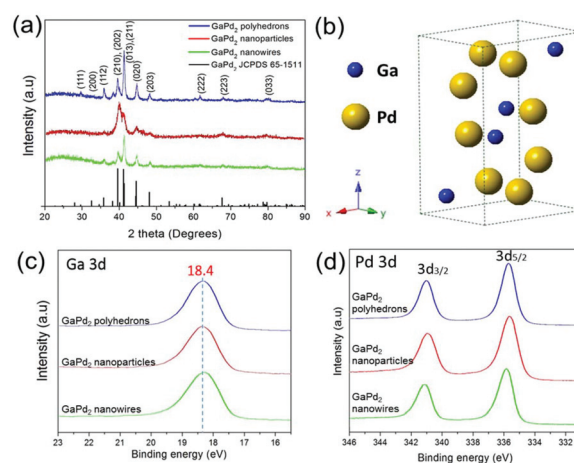 (a)
GaPd2 polyhedrons
GaPd2 nanoparticles
GaPd2 nanowires
GaPd2 JCPDS 65-1511
(111)
(200)
(112)
(210), (202)
(013),(211)
(020)
(203)
(222)
(223)
(033)
Intensity (a.u)
20 30 40 50 60 70 80 90
2 theta (Degrees)
(b)
Ga
Pd
z
x
y
(c)
Ga 3d
18.4
GaPd2 polyhedrons
GaPd2 nanoparticles
GaPd2 nanowires
Intensity (a.u)
23 22 21 20 19 18 17 16
Binding energy (eV)
(d)
Pd 3d
3d3/2
3d5/2
GaPd2
polyhedrons
GaPd2
nanoparticles
GaPd2
nanowires
Intensity (a.u)
346 344 342 340 338 336 334 332
Binding energy (eV)